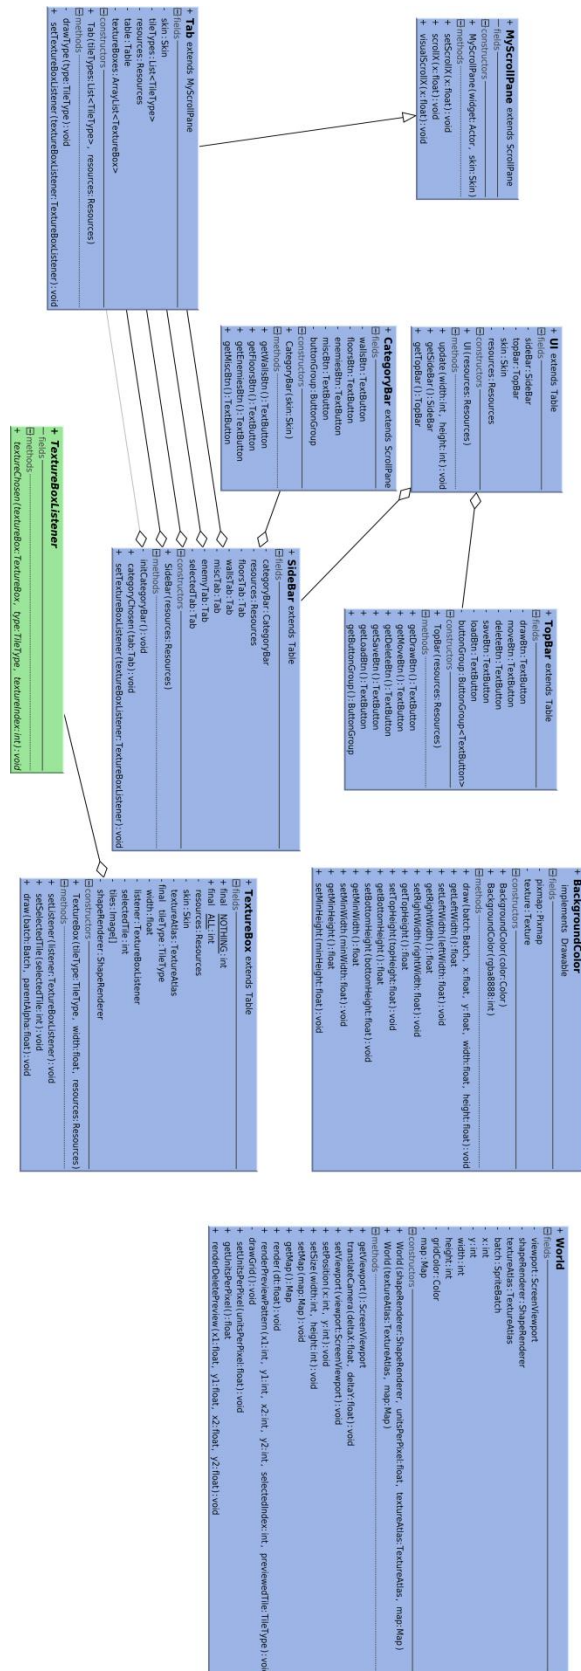 + MyScrollPane extends ScrollPane
fields
constructors
+ MyScrollPane(widget:Actor, skin:Skin)
methods
+ setScrollX(x:float):void
+ scrollX(x:float):void
+ visualScrollX(x:float):void
+ Tab extends MyScrollPane
fields
- skin:Skin
- tileTypes:List<TileType>
- resources:Resources
- table:Table
- textureBoxes:ArrayList<TextureBox>
constructors
+ Tab(tileTypes:List<TileType>, resources:Resources)
methods
- drawType(type:TileType):void
+ setTextureBoxListener(textureBoxListener:TextureBoxListener):void
+ UI extends Table
fields
- sideBar:SideBar
- topBar:TopBar
- skin:Skin
- resources:Resources
constructors
+ UI(resources:Resources)
methods
+ update(width:int, height:int):void
+ getSideBar():SideBar
+ getTopBar():TopBar
+ CategoryBar extends ScrollPane
fields
- wallsBtn:TextButton
- floorsBtn:TextButton
- enemiesBtn:TextButton
- miscBtn:TextButton
- buttonGroup:ButtonGroup
constructors
+ CategoryBar(skin:Skin)
methods
+ getWallsBtn():TextButton
+ getFloorsBtn():TextButton
+ getEnemiesBtn():TextButton
+ getMiscBtn():TextButton
+ TextureBoxListener
fields
methods
+ textureChosen(textureBox:TextureBox, type:TileType, textureIndex:int):void
+ SideBar extends Table
fields
- categoryBar:CategoryBar
- resources:Resources
- floorsTab:Tab
- wallsTab:Tab
- miscTab:Tab
- enemyTab:Tab
- selectedTab:Tab
constructors
+ SideBar(resources:Resources)
methods
- initCategoryBar():void
+ categoryChosen(tab:Tab):void
+ setTextureBoxListener(textureBoxListener:TextureBoxListener):void
+ TopBar extends Table
fields
- drawBtn:TextButton
- moveBtn:TextButton
- deleteBtn:TextButton
- saveBtn:TextButton
- loadBtn:TextButton
- buttonGroup:ButtonGroup<TextButton>
constructors
+ TopBar(resources:Resources)
methods
+ getDrawBtn():TextButton
+ getMoveBtn():TextButton
+ getDeleteBtn():TextButton
+ getSaveBtn():TextButton
+ getLoadBtn():TextButton
+ getButtonGroup():ButtonGroup
BackgroundColor
implements Drawable
fields
- pixmap:Pixmap
- texture:Texture
constructors
+ BackgroundColor(color:Color)
+ BackgroundColor(rgba8888:int)
methods
+ draw(batch:Batch, x:float, y:float, width:float, height:float):void
+ getLeftWidth():float
+ setLeftWidth(leftWidth:float):void
+ getRightWidth():float
+ setRightWidth(rightWidth:float):void
+ getTopHeight():float
+ setTopHeight(topHeight:float):void
+ getBottomHeight():float
+ setBottomHeight(bottomHeight:float):void
+ getMinWidth():float
+ setMinWidth(minWidth:float):void
+ getMinHeight():float
+ setMinHeight(minHeight:float):void
+ TextureBox extends Table
fields
+ final NOTHING:int
+ final ALL:int
- resources:Resources
- skin:Skin
- textureAtlas:TextureAtlas
- final tileType:TileType
- width:float
- listener:TextureBoxListener
- selectedTile:int
- tiles:Image[]
- shapeRenderer:ShapeRenderer
constructors
+ TextureBox(tileType:TileType, width:float, resources:Resources)
methods
+ setListener(listener:TextureBoxListener):void
+ setSelectedTile(selectedTile:int):void
+ draw(batch:Batch, parentAlpha:float):void
+ World
fields
- viewport:ScreenViewport
- shapeRenderer:ShapeRenderer
- textureAtlas:TextureAtlas
- batch:SpriteBatch
- x:int
- y:int
- width:int
- height:int
- gridColor:Color
- map:Map
constructors
+ World(shapeRenderer:ShapeRenderer, unitsPerPixel:float, textureAtlas:TextureAtlas, map:Map)
+ World(textureAtlas:TextureAtlas, map:Map)
methods
+ getViewport():ScreenViewport
+ translateCamera(deltaX:float, deltaY:float):void
+ setViewport(viewport:ScreenViewport):void
+ setPosition(x:int, y:int):void
+ setSize(width:int, height:int):void
+ setMap(map:Map):void
+ getMap():Map
+ render(dt:float):void
+ renderPreviewPattern(x1:int, y1:int, x2:int, y2:int, selectedIndex:int, previewedTile:TileType):void
- drawGrid():void
+ setUnitsPerPixel(unitsPerPixel:float):void
+ getUnitsPerPixel():float
+ renderDeletePreview(x1:float, y1:float, x2:float, y2:float):void